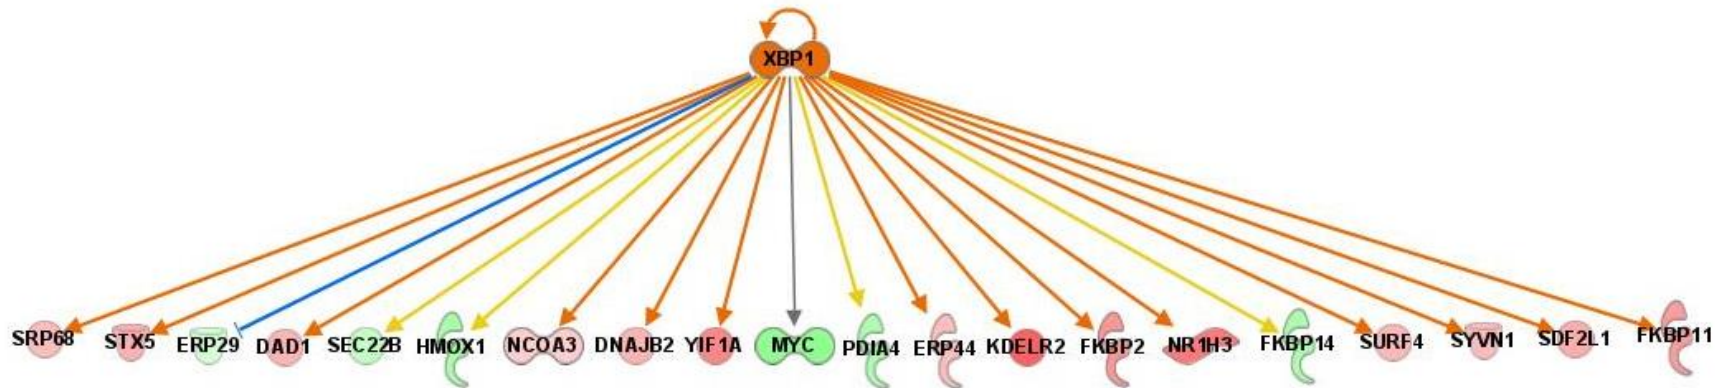 XBP1
SRP68
STX5
ERP29
DAD1
SEC22B
HMOX1
NCOA3
DNAJB2
YIF1A
MYC
PDIA4
ERP44
KDELR2
FKBP2
NR1H3
FKBP14
SURF4
SYVN1
SDF2L1
FKBP11